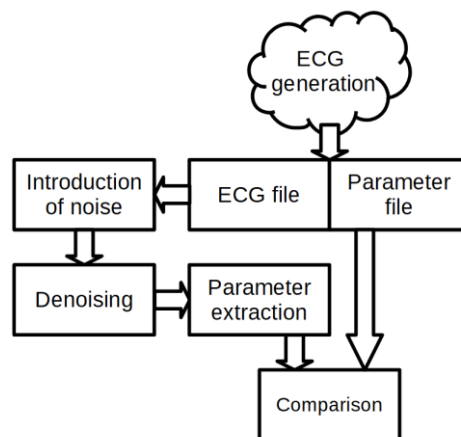 ECG
generation
Introduction
of noise
ECG file
Parameter
file
Denoising
Parameter
extraction
Comparison